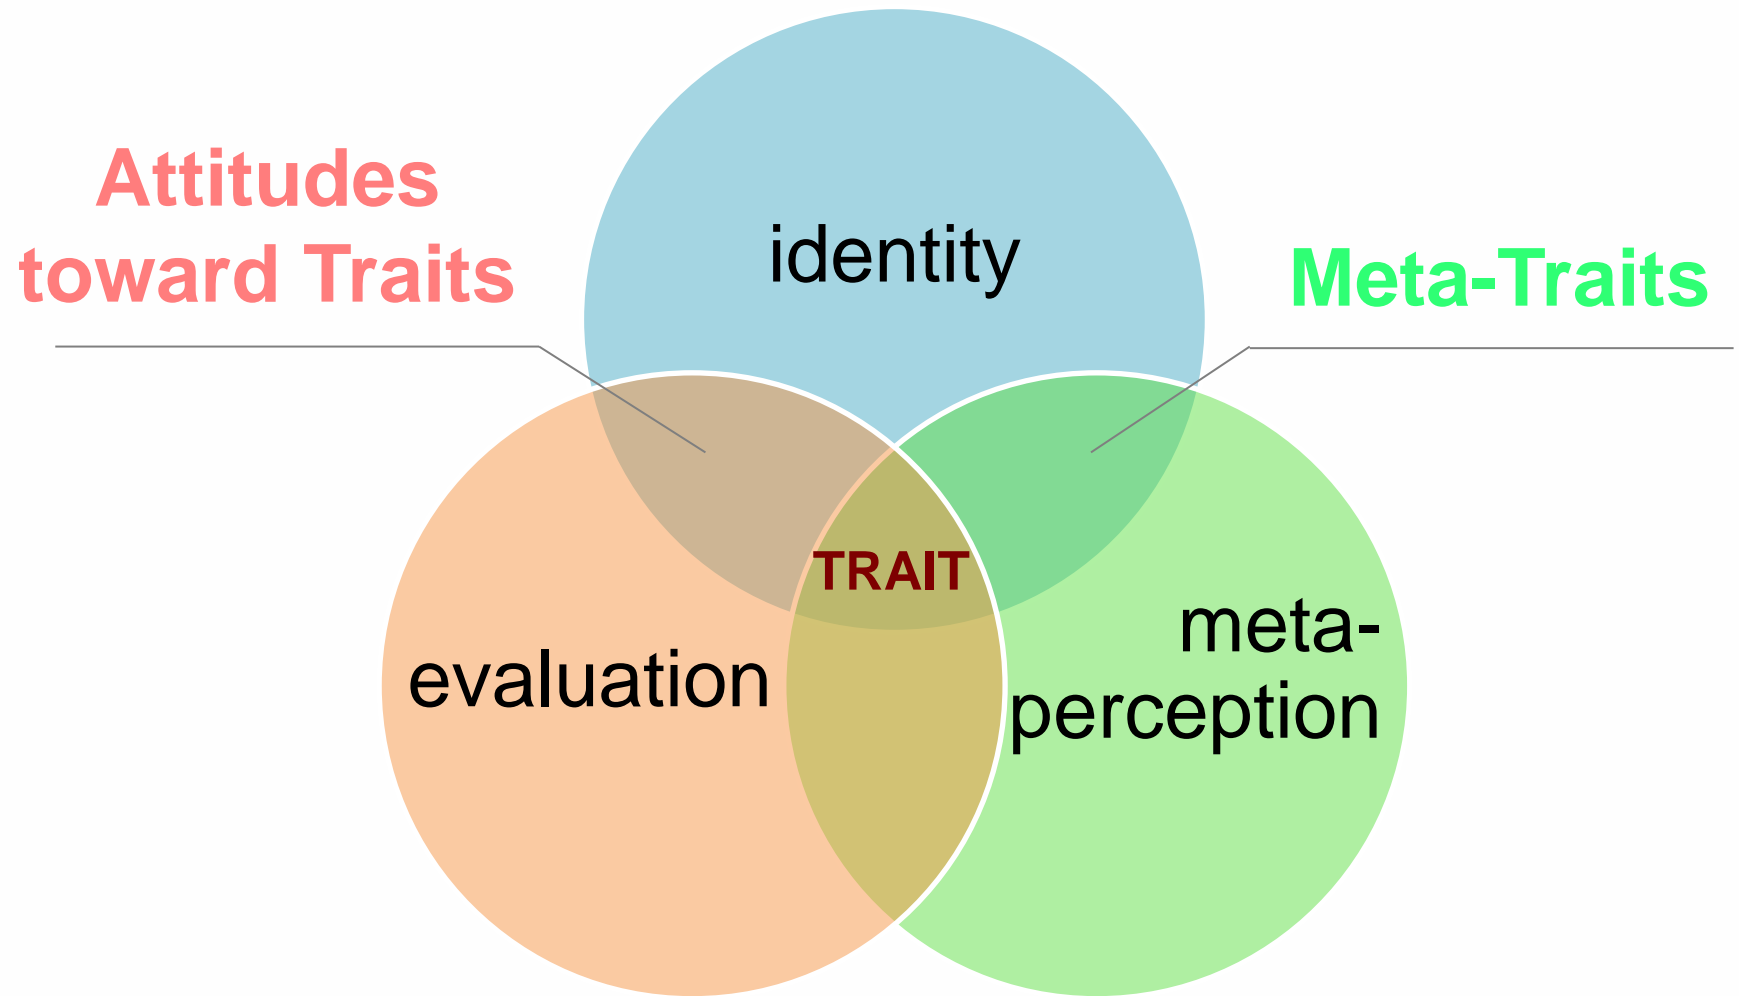 Attitudes
toward Traits
identity
Meta-Traits
TRAIT
evaluation
meta-
perception